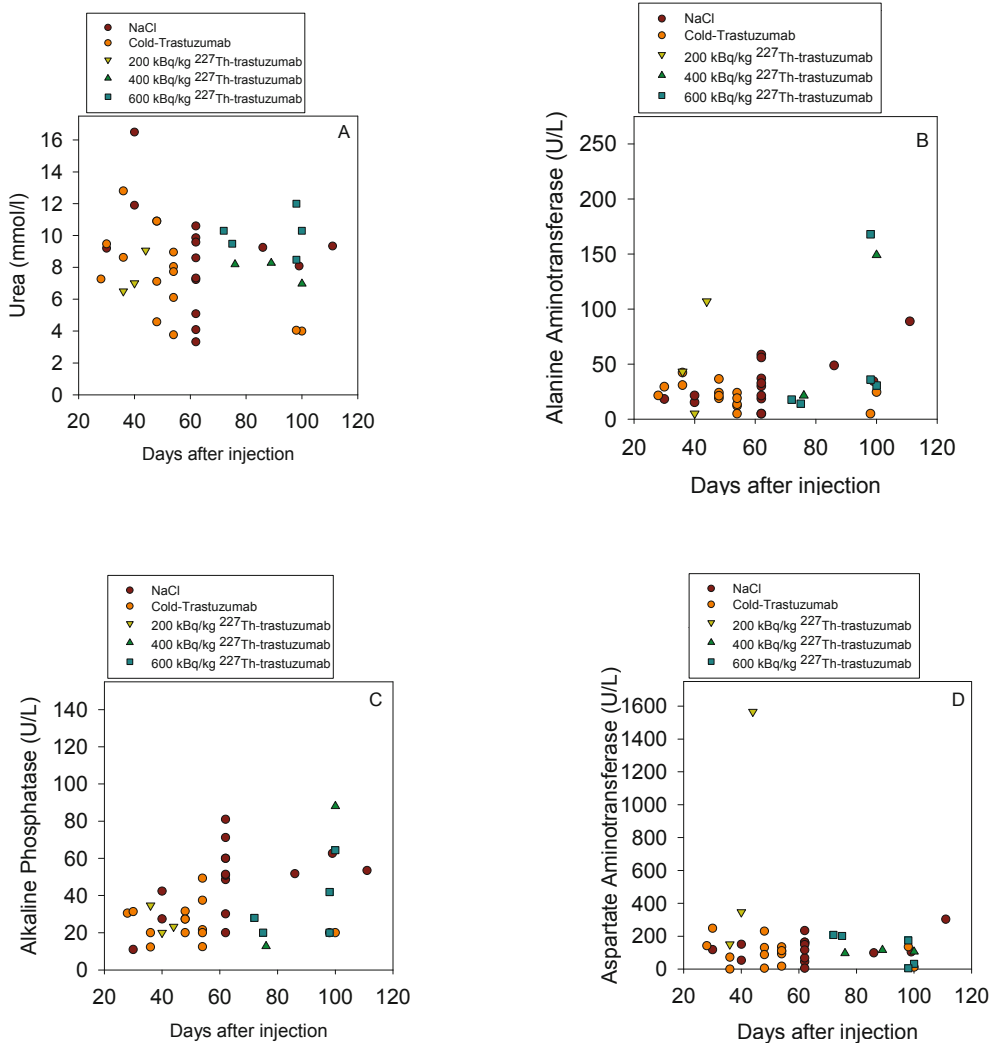 NaCl
Cold-Trastuzumab
200 kBq/kg 227Th-trastuzumab
400 kBq/kg 227Th-trastuzumab
600 kBq/kg 227Th-trastuzumab
A
Urea (mmol/l)
16
14
12
10
8
6
4
2
0
20 40 60 80 100 120
Days after injection
NaCl
Cold-Trastuzumab
200 kBq/kg 227Th-trastuzumab
400 kBq/kg 227Th-trastuzumab
600 kBq/kg 227Th-trastuzumab
B
Alanine Aminotransferase (U/L)
250
200
150
100
50
0
20 40 60 80 100 120
Days after injection
NaCl
Cold-Trastuzumab
200 kBq/kg 227Th-trastuzumab
400 kBq/kg 227Th-trastuzumab
600 kBq/kg 227Th-trastuzumab
C
Alkaline Phosphatase (U/L)
140
120
100
80
60
40
20
0
20 40 60 80 100 120
Days after injection
NaCl
Cold-Trastuzumab
200 kBq/kg 227Th-trastuzumab
400 kBq/kg 227Th-trastuzumab
600 kBq/kg 227Th-trastuzumab
D
Aspartate Aminotransferase (U/L)
1600
1400
1200
1000
800
600
400
200
0
20 40 60 80 100 120
Days after injection